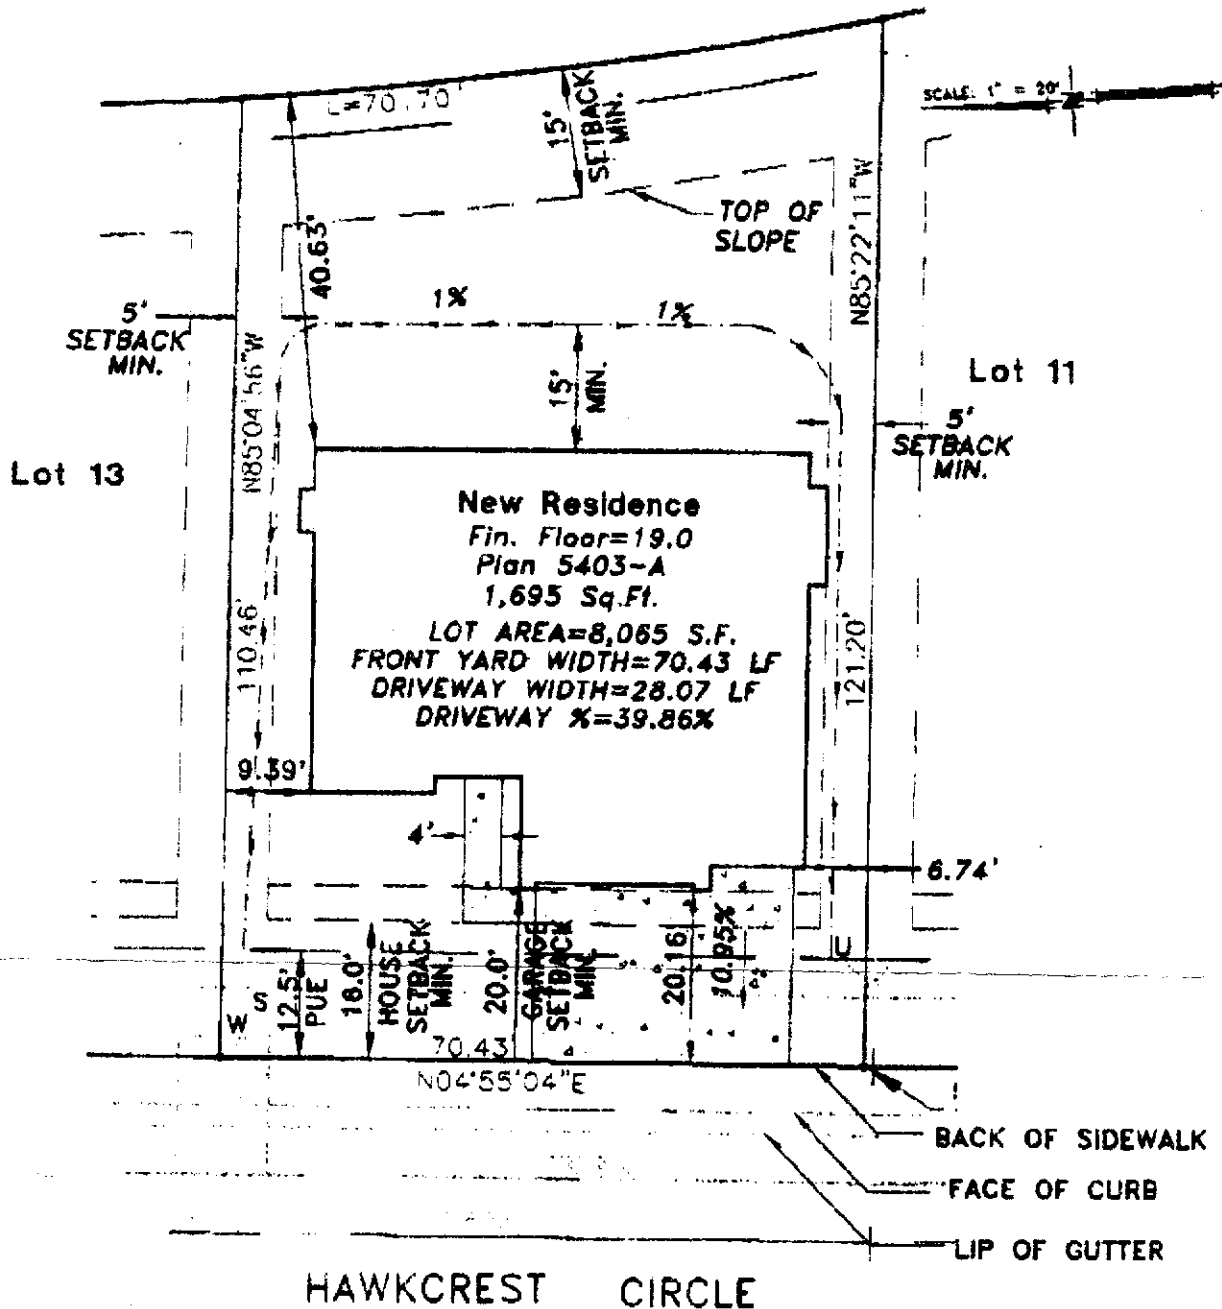 L=70.70'
SCALE: 1" = 20'
15'
SETBACK
MIN.
TOP OF
SLOPE
N85°22'11"W
40.63'
1%
1%
5'
SETBACK
MIN.
N85°04'56"W
15'
MIN.
Lot 11
5'
SETBACK
MIN.
Lot 13
New Residence
Fin. Floor=19.0
Plan 5403-A
1,695 Sq.Ft.
LOT AREA=8,065 S.F.
FRONT YARD WIDTH=70.43 LF
DRIVEWAY WIDTH=28.07 LF
DRIVEWAY %=39.86%
110.46'
121.20'
9.39'
4'
6.74'
W
S
12.5'
PUE
18.0'
HOUSE
SETBACK
MIN.
20.0'
GARAGE
SETBACK
MIN.
20.16'
10.95%
U
70.43'
N04°55'04"E
BACK OF SIDEWALK
FACE OF CURB
LIP OF GUTTER
HAWKCREST CIRCLE